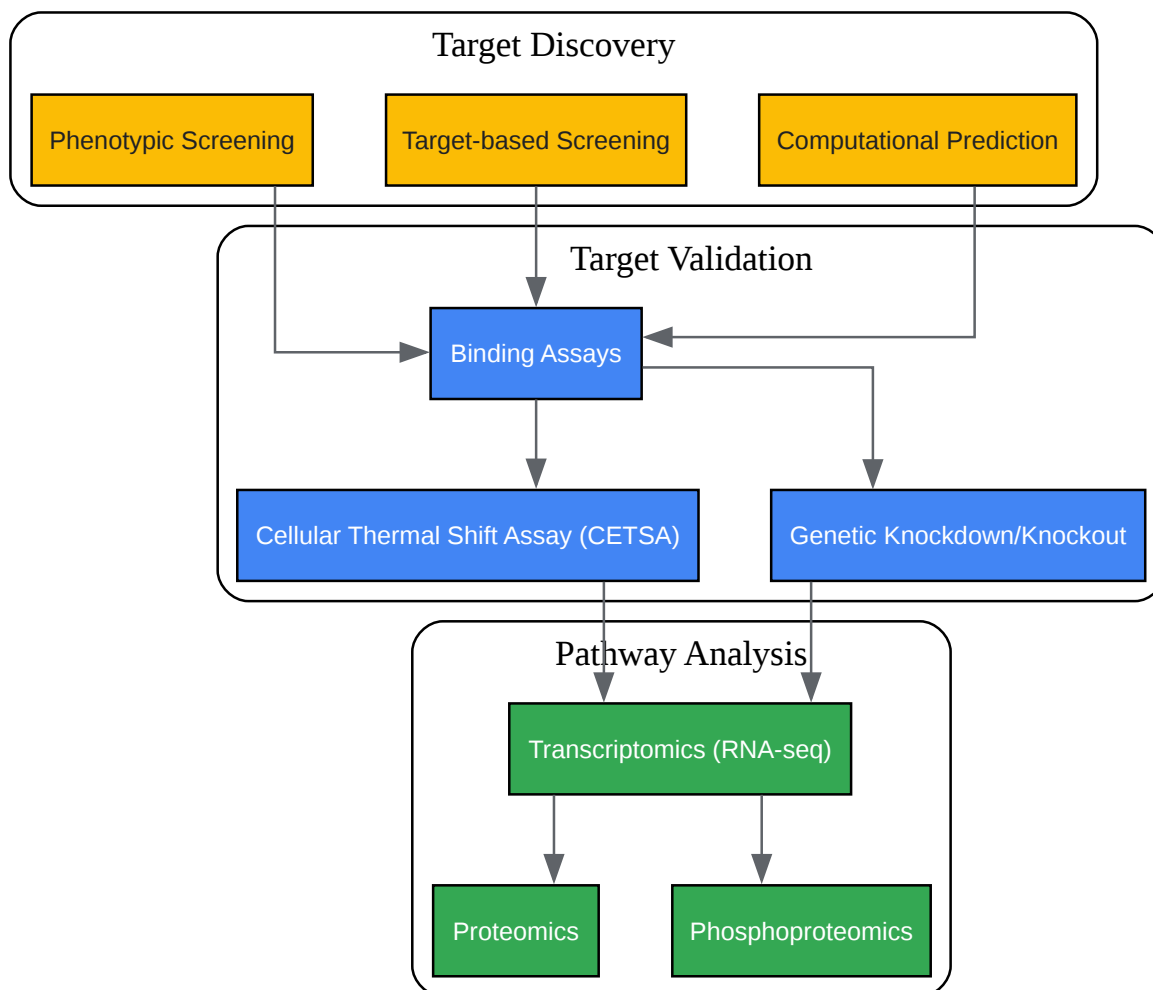 Target Discovery
Phenotypic Screening
Target-based Screening
Computational Prediction
Target Validation
Binding Assays
Cellular Thermal Shift Assay (CETSA)
Genetic Knockdown/Knockout
Pathway Analysis
Transcriptomics (RNA-seq)
Proteomics
Phosphoproteomics